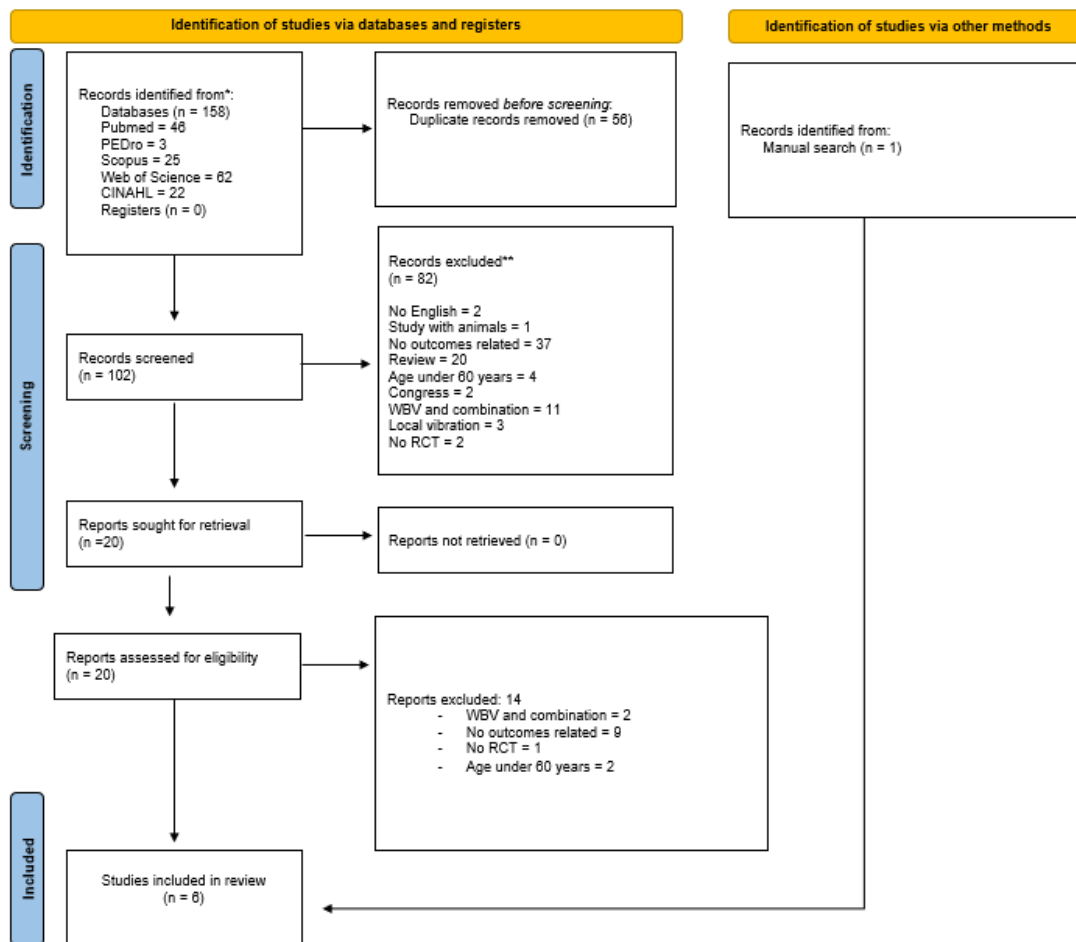 Identification of studies via databases and registers
Identification of studies via other methods
Identification
Records identified from*:
Databases (n = 158)
Pubmed = 46
PEDro = 3
Scopus = 25
Web of Science = 62
CINAHL = 22
Registers (n = 0)
Records removed before screening:
Duplicate records removed (n = 56)
Records identified from:
Manual search (n = 1)
Screening
Records screened
(n = 102)
Records excluded**
(n = 82)
No English = 2
Study with animals = 1
No outcomes related = 37
Review = 20
Age under 60 years = 4
Congress = 2
WBV and combination = 11
Local vibration = 3
No RCT = 2
Reports sought for retrieval
(n =20)
Reports not retrieved (n = 0)
Reports assessed for eligibility
(n = 20)
Reports excluded: 14
- WBV and combination = 2
- No outcomes related = 9
- No RCT = 1
- Age under 60 years = 2
Included
Studies included in review
(n = 6)